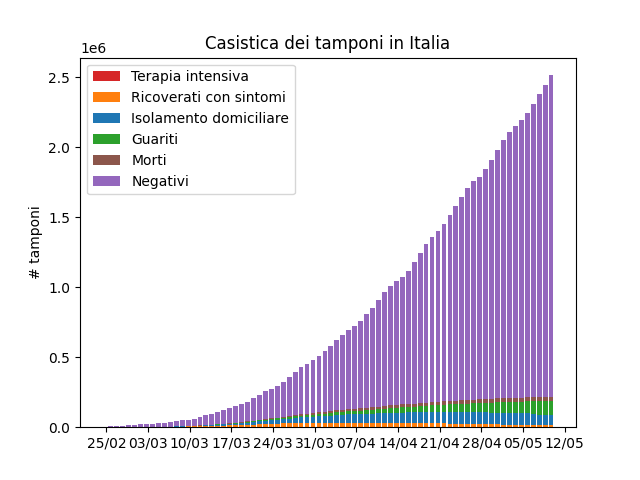 Casistica dei tamponi in Italia
1e6
2.5
2.0
1.5
1.0
0.5
0.0
# tamponi
Terapia intensiva
Ricoverati con sintomi
Isolamento domiciliare
Guariti
Morti
Negativi
25/02 03/03 10/03 17/03 24/03 31/03 07/04 14/04 21/04 28/04 05/05 12/05